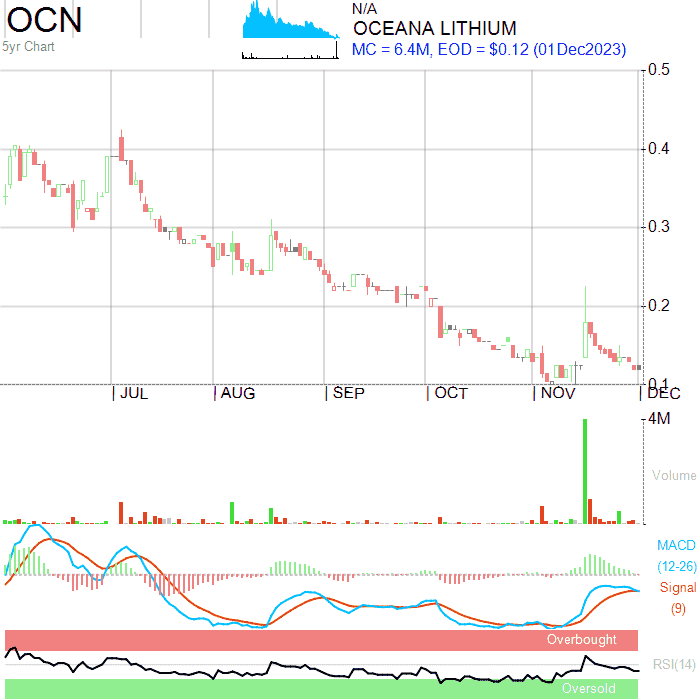 OCN
5yr Chart
N/A
OCEANA LITHIUM
MC = 6.4M, EOD = $0.12 (01Dec2023)
0.5
0.4
0.3
0.2
0.1
JUL AUG SEP OCT NOV DEC
4M
Volume
MACD
(12-26)
Signal
(9)
Overbought
RSI(14)
Oversold